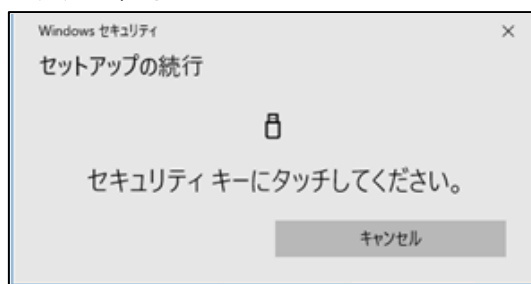 Windows セキュリティ
セットアップの続行
セキュリティ キーにタッチしてください。
キャンセル